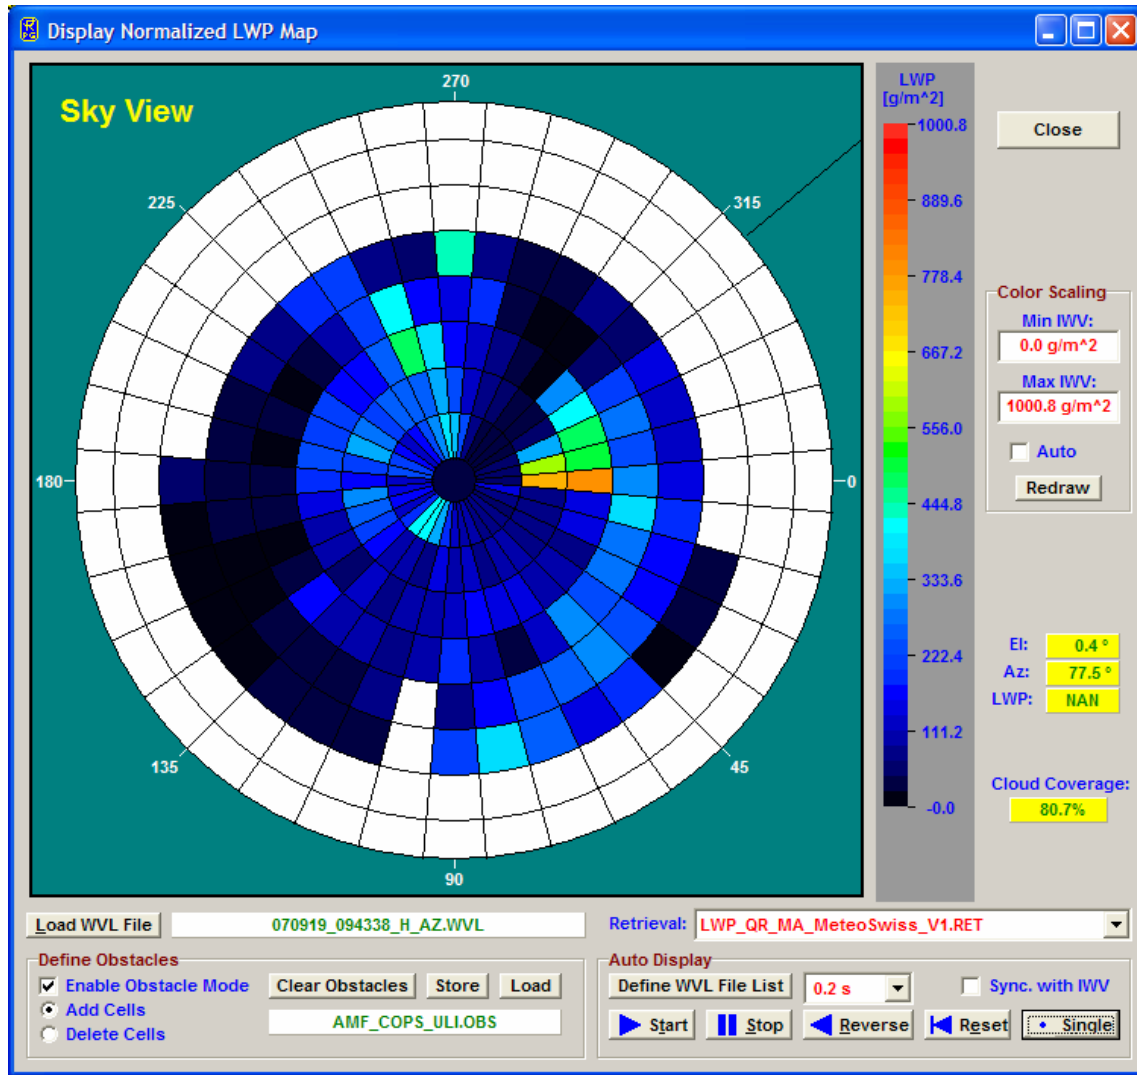 Display Normalized LWP Map
Sky View
270
225
315
180
0
135
45
90
LWP
[g/m^2]
1000.8
889.6
778.4
667.2
556.0
444.8
333.6
222.4
111.2
-0.0
Close
Color Scaling
Min IWV:
0.0 g/m^2
Max IWV:
1000.8 g/m^2
Auto
Redraw
El: 0.4 °
Az: 77.5 °
LWP: NAN
Cloud Coverage:
80.7%
Load WVL File 070919_094338_H_AZ.WVL
Retrieval: LWP_QR_MA_MeteoSwiss_V1.RET
Define Obstacles
Enable Obstacle Mode Clear Obstacles Store Load
Add Cells
AMF_COPS_ULI.OBS
Delete Cells
Auto Display
Define WVL File List 0.2 s Sync. with IWV
Start Stop Reverse Reset Single